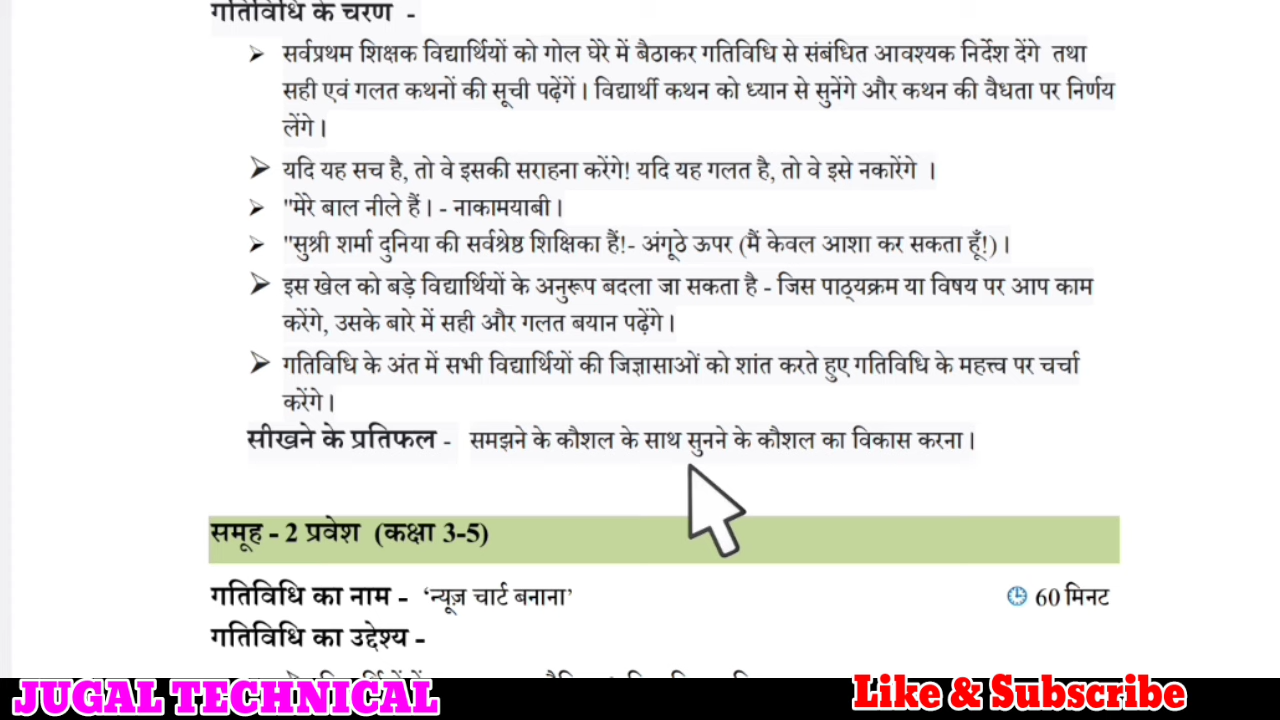 गतिविधि के चरण -
➢ सर्वप्रथम शिक्षक विद्यार्थियों को गोल घेरे में बैठाकर गतिविधि से संबंधित आवश्यक निर्देश देंगे तथा
सही एवं गलत कथनों की सूची पढ़ेंगें। विद्यार्थी कथन को ध्यान से सुनेंगे और कथन की वैधता पर निर्णय
लेंगे।
➢ यदि यह सच है, तो वे इसकी सराहना करेंगे! यदि यह गलत है, तो वे इसे नकारेंगे ।
➢ "मेरे बाल नीले हैं। - नाकामयाबी।
➢ "सुश्री शर्मा दुनिया की सर्वश्रेष्ठ शिक्षिका हैं!- अंगूठे ऊपर (मैं केवल आशा कर सकता हूँ!)।
➢ इस खेल को बड़े विद्यार्थियों के अनुरूप बदला जा सकता है - जिस पाठ्यक्रम या विषय पर आप काम
करेंगे, उसके बारे में सही और गलत बयान पढ़ेंगे।
➢ गतिविधि के अंत में सभी विद्यार्थियों की जिज्ञासाओं को शांत करते हुए गतिविधि के महत्त्व पर चर्चा
करेंगे।
सीखने के प्रतिफल - समझने के कौशल के साथ सुनने के कौशल का विकास करना।
समूह - 2 प्रवेश (कक्षा 3-5)
गतिविधि का नाम - ‘न्यूज़ चार्ट बनाना’ 60 मिनट
गतिविधि का उद्देश्य -
JUGAL TECHNICAL Like & Subscribe